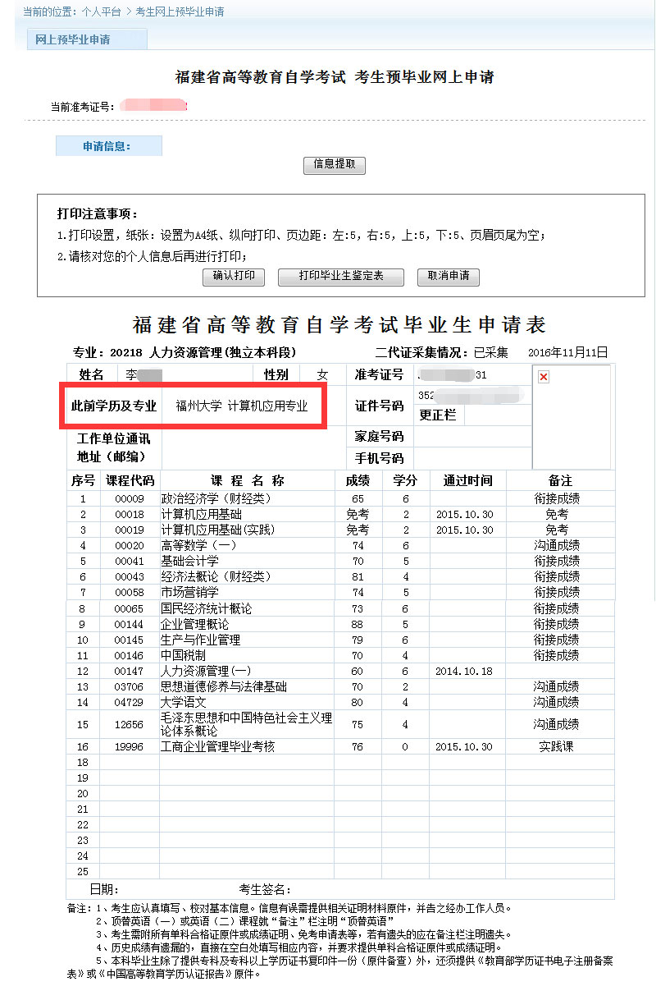 当前的位置: 个人平台 > 考生网上预毕业申请
网上预毕业申请
福建省高等教育自学考试 考生预毕业网上申请
当前准考证号:
申请信息:
信息提取
打印注意事项:
1.打印设置,纸张: 设置为A4纸、纵向打印、页边距: 左:5, 右:5, 上:5, 下:5、页眉页尾为空;
2.请核对您的个人信息后再进行打印;
确认打印 打印毕业生鉴定表 取消申请
福建省高等教育自学考试毕业生申请表
专业: 20218 人力资源管理(独立本科段) 二代证采集情况: 已采集 2016年11月11日
姓名 李 性别 女 准考证号 31
此前学历及专业 福州大学 计算机应用专业 证件号码 352
更正栏
工作单位通讯地址(邮编) 家庭号码
手机号码
序号 课程代码 课 程 名 称 成绩 学分 通过时间 备注
1 00009 政治经济学(财经类) 65 6 衔接成绩
2 00018 计算机应用基础 免考 2 2015.10.30 免考
3 00019 计算机应用基础(实践) 免考 2 2015.10.30 免考
4 00020 高等数学(一) 74 6 沟通成绩
5 00041 基础会计学 70 5 衔接成绩
6 00043 经济法概论(财经类) 81 4 衔接成绩
7 00058 市场营销学 74 5 衔接成绩
8 00065 国民经济统计概论 73 6 衔接成绩
9 00144 企业管理概论 88 5 衔接成绩
10 00145 生产与作业管理 79 6 衔接成绩
11 00146 中国税制 70 4 衔接成绩
12 00147 人力资源管理(一) 60 6 2014.10.18
13 03706 思想道德修养与法律基础 70 2 沟通成绩
14 04729 大学语文 80 4 沟通成绩
15 12656 毛泽东思想和中国特色社会主义理论体系概论 75 4 沟通成绩
16 19996 工商企业管理毕业考核 76 0 2015.10.30 实践课
18
19
20
21
22
23
24
25
日期: 考生签名:
备注: 1、考生应认真填写、校对基本信息。信息有误需提供相关证明材料原件,并告之经办工作人员。
2、顶替英语(一)或英语(二)课程就“备注”栏注明“顶替英语”
3、考生需附所有单科合格证原件或成绩证明、免考申请表等,若有遗失的应在备注栏注明遗失。
4、历史成绩有遗漏的,直接在空白处填写相应内容,并要求提供单科合格证原件或成绩证明。
5、本科毕业生除了提供专科及专科以上学历证书复印件一份(原件备查)外,还须提供《教育部学历证书电子注册备案
表》或《中国高等教育学历认证报告》原件。